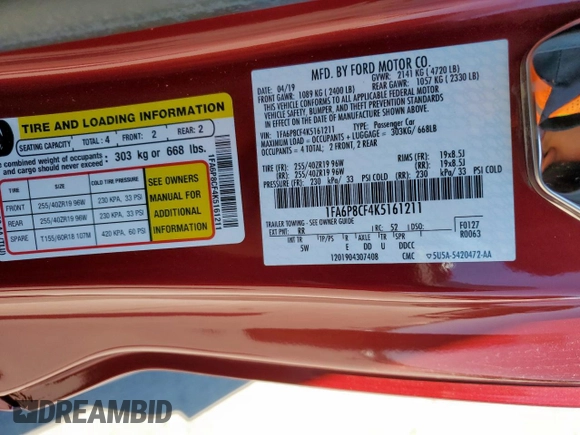 TIRE AND LOADING INFORMATION
SEATING CAPACITY
TOTAL : 4
FRONT: 2
REAR: 2
combined weight of occupants
and cargo should never exceed :
303 kg or 668 lbs.
TIRE
SIZE
COLD TIRE PRESSURE
FRONT
255/40ZR19 96W
230 KPA, 33 PSI
REAR
255/40ZR19 96W
230 KPA, 33 PSI
SPARE
T155/60R18 107M
420 KPA, 60 PSI
SEE OWNERS
MANUAL FOR
ADDITIONAL
INFORMATION
1FA6P8CF4K5161211
MFD. BY FORD MOTOR CO.
04/19
GVWR: 2141 KG ( 4720 LB)
FRONT GAWR: 1089 KG ( 2400 LB)
REAR GAWR: 1057 KG ( 2330 LB)
THIS VEHICLE CONFORMS TO ALL APPLICABLE FEDERAL MOTOR
VEHICLE SAFETY, BUMPER, AND THEFT PREVENTION STANDARDS
IN EFFECT ON THE DATE OF MANUFACTURE SHOWN ABOVE.
VIN: 1FA6P8CF4K5161211
TYPE: Passenger Car
MAXIMUM LOAD= OCCUPANTS + LUGGAGE = 303KG/ 668LB
OCCUPANTS = 4 TOTAL: 2 FRONT, 2 REAR
TIRE (FR): 255/40ZR19 96W
RIMS (FR): 19x8.5J
(RR): 255/40ZR19 96W
(RR): 19x8.5J
PRESSURE (FR): 230 kPa/ 33 PSI COLD
(RR): 230 kPa/ 33 PSI COLD
1FA6P8CF4K5161211
TRAILER TOWING - SEE OWNER GUIDE
EXT PNT: RR
RC: 52
DSO:
F0127
R0063
INT TR
TP/PS
R
AXLE
TR
SPR
5W
E
DD
U
DDCC
1201904307408
CMC
5U5A-5420472-AA
DREAMBID